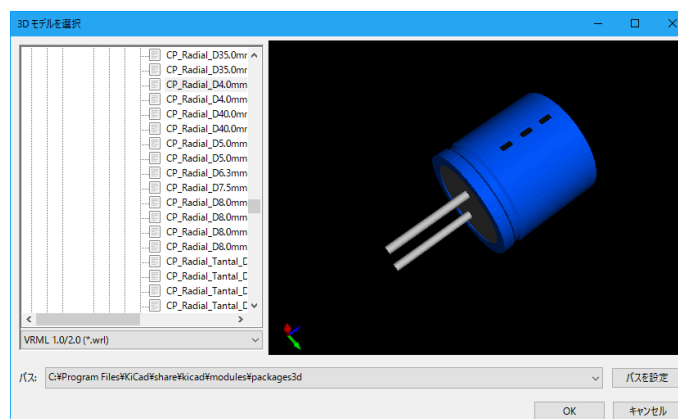 3D モデルを選択
CP_Radial_D35.0mr
CP_Radial_D35.0mr
CP_Radial_D4.0mm
CP_Radial_D4.0mm
CP_Radial_D40.0mr
CP_Radial_D40.0mr
CP_Radial_D5.0mm
CP_Radial_D5.0mm
CP_Radial_D6.3mm
CP_Radial_D7.5mm
CP_Radial_D8.0mm
CP_Radial_D8.0mm
CP_Radial_D8.0mm
CP_Radial_D8.0mm
CP_Radial_Tantal_D
CP_Radial_Tantal_D
CP_Radial_Tantal_D
CP_Radial_Tantal_D
VRML 1.0/2.0 (*.wrl)
パス: C:¥Program Files¥KiCad¥share¥kicad¥modules¥packages3d パスを設定
OK キャンセル